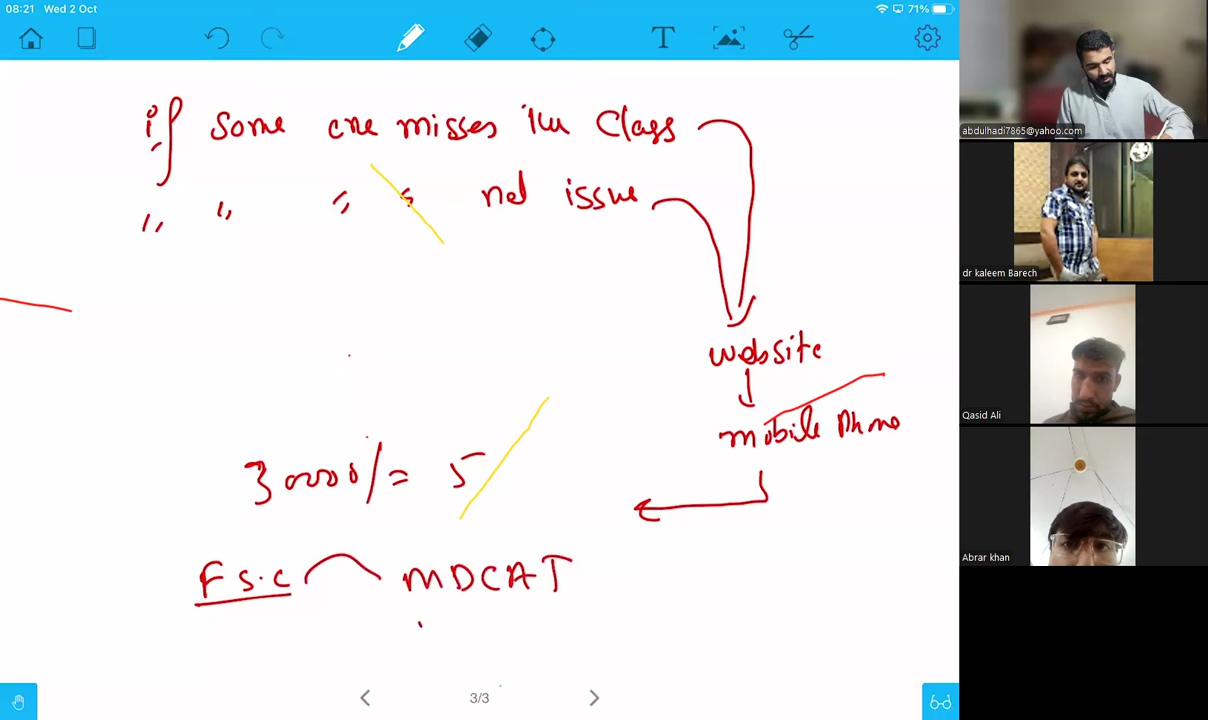 08:21 Wed 2 Oct 71%
T
if some one misses the class
" " " " not issue
website
mobile Phone
30000/= 5
F s.c MDCAT
3/3
abdulhadi7865@yahoo.com
dr kaleem Barech
Qasid Ali
Abrar khan